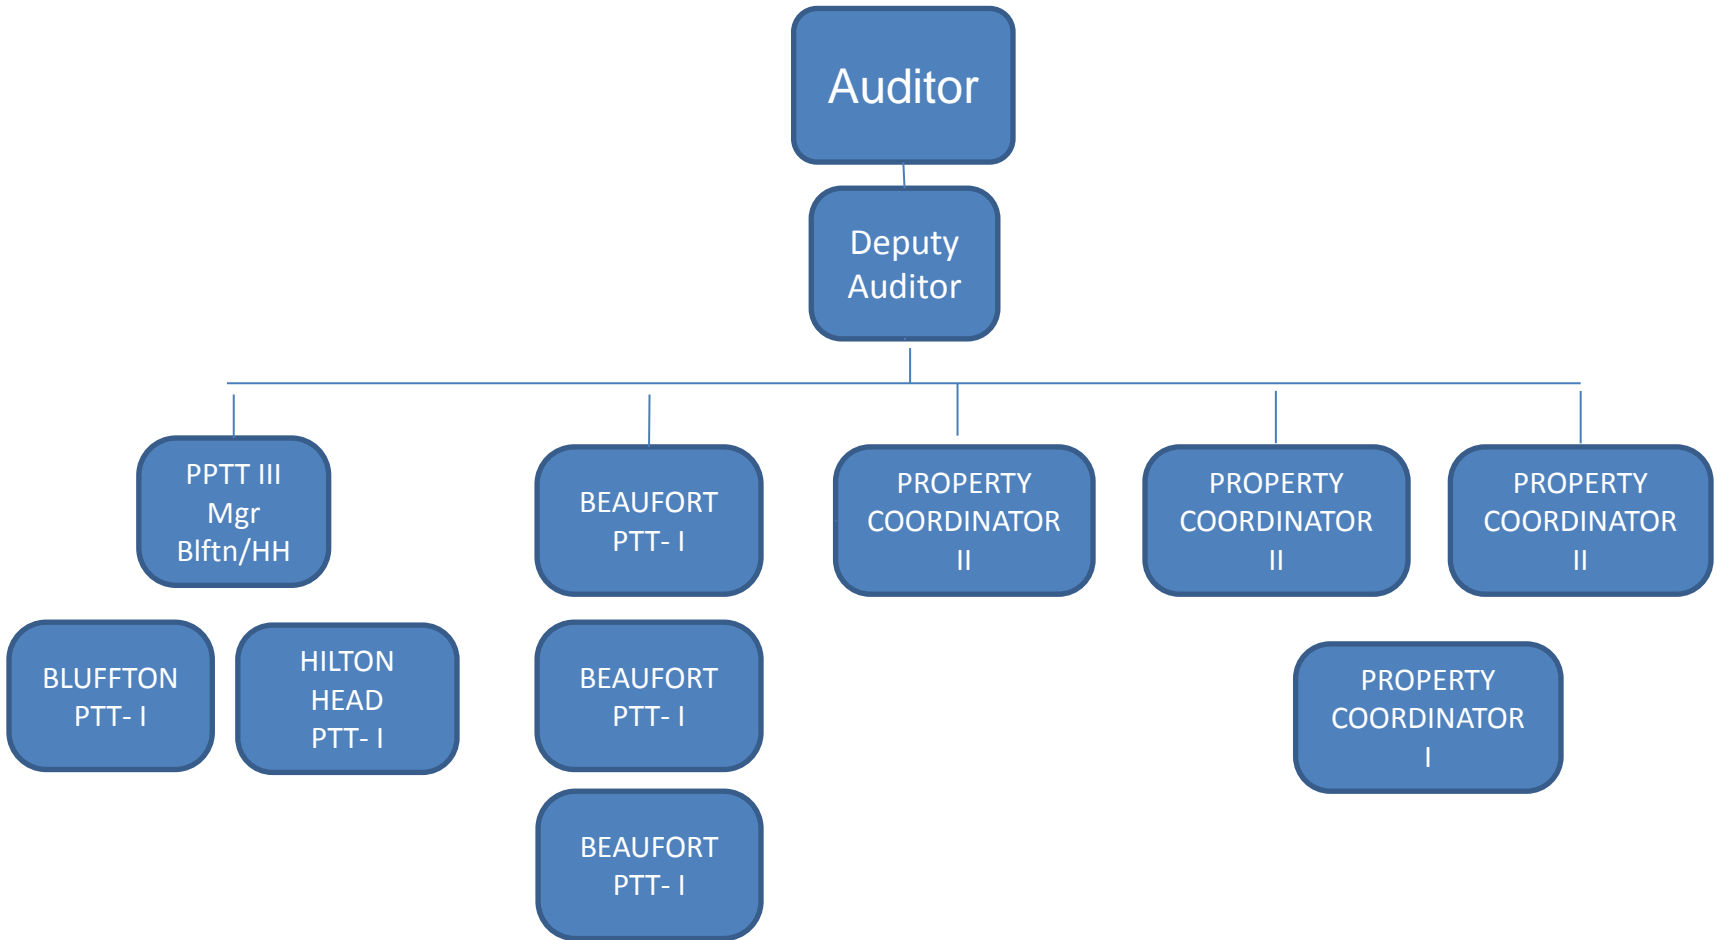 Auditor
Deputy
Auditor
PPTT III
Mgr
Blftn/HH
BEAUFORT
PTT- I
PROPERTY
COORDINATOR
II
PROPERTY
COORDINATOR
II
PROPERTY
COORDINATOR
II
BLUFFTON
PTT- I
HILTON
HEAD
PTT- I
BEAUFORT
PTT- I
PROPERTY
COORDINATOR
I
BEAUFORT
PTT- I